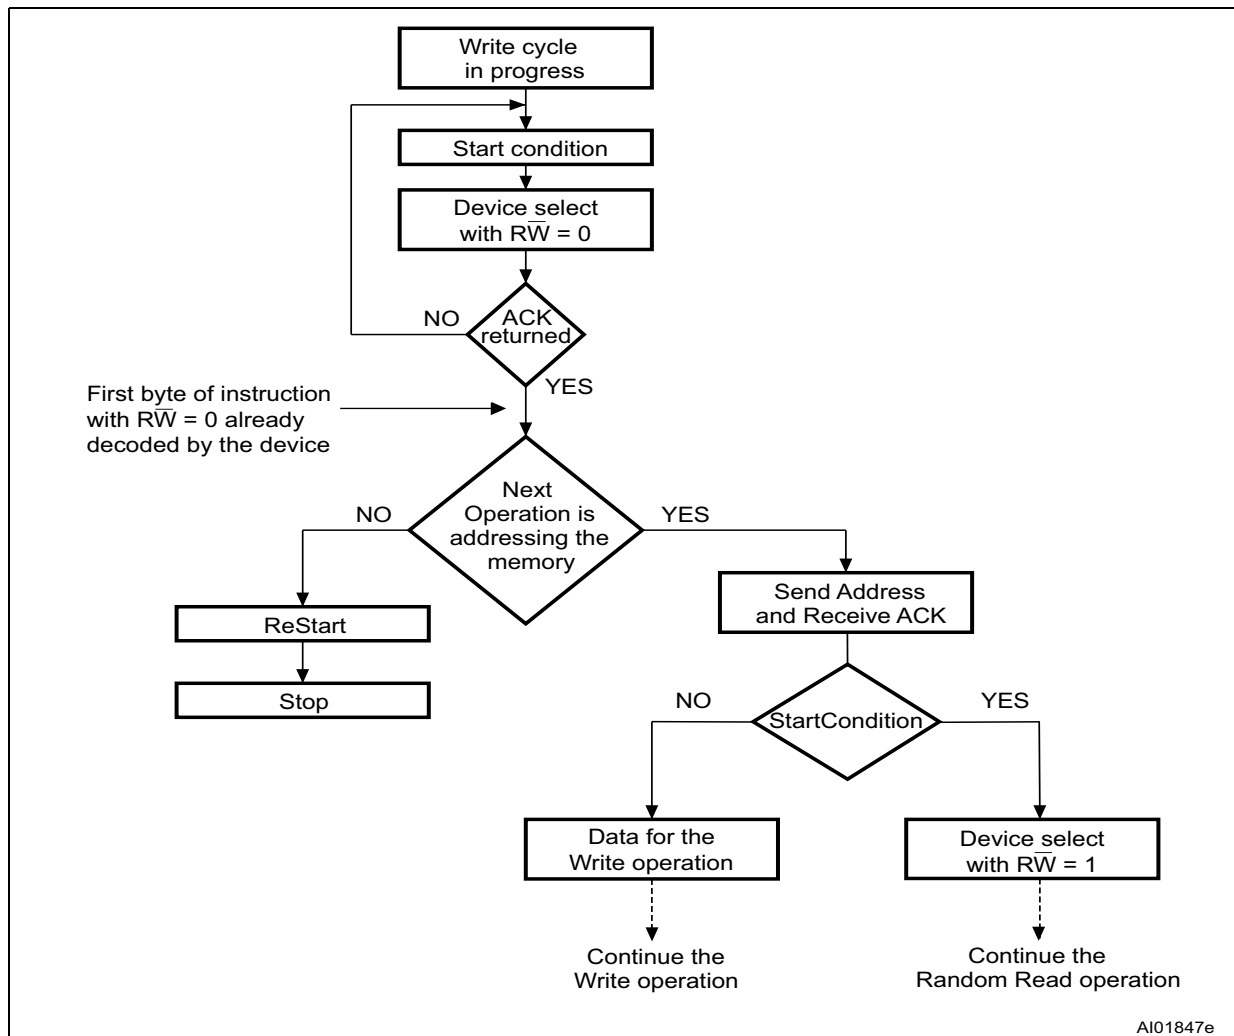 Write cycle
in progress
Start condition
Device select
with RW̅ = 0
NO
ACK
returned
YES
First byte of instruction
with RW̅ = 0 already
decoded by the device
NO
Next
Operation is
addressing the
memory
YES
ReStart
Stop
Send Address
and Receive ACK
NO
StartCondition
YES
Data for the
Write operation
Device select
with RW̅ = 1
Continue the
Write operation
Continue the
Random Read operation
AI01847e